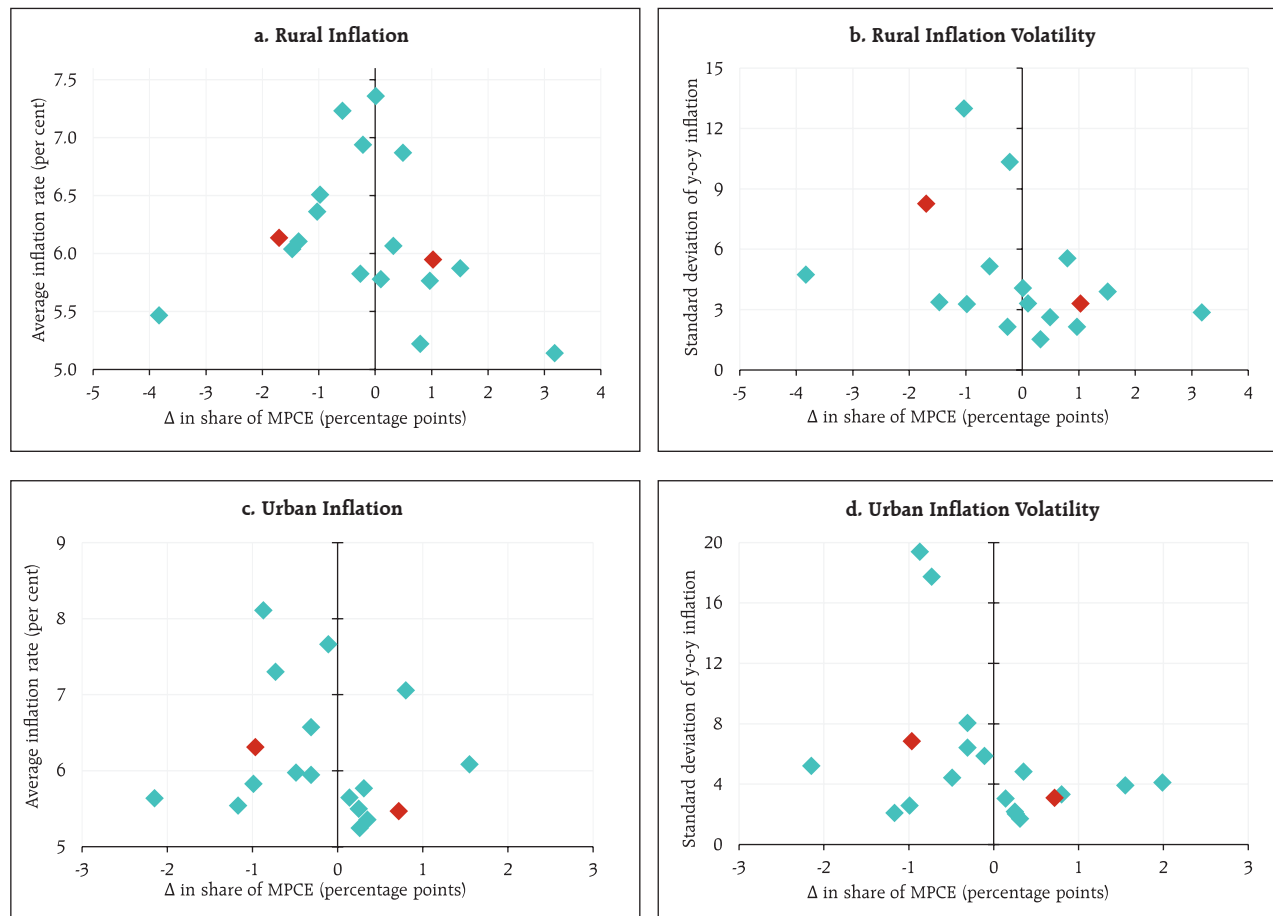 a. Rural Inflation
Average inflation rate (per cent)
7.5
7.0
6.5
6.0
5.5
5.0
-5 -4 -3 -2 -1 0 1 2 3 4
Δ in share of MPCE (percentage points)
b. Rural Inflation Volatility
Standard deviation of y-o-y inflation
15
12
9
6
3
0
-5 -4 -3 -2 -1 0 1 2 3 4
Δ in share of MPCE (percentage points)
c. Urban Inflation
Average inflation rate (per cent)
9
8
7
6
5
-3 -2 -1 0 1 2 3
Δ in share of MPCE (percentage points)
d. Urban Inflation Volatility
Standard deviation of y-o-y inflation
20
16
12
8
4
0
-3 -2 -1 0 1 2 3
Δ in share of MPCE (percentage points)